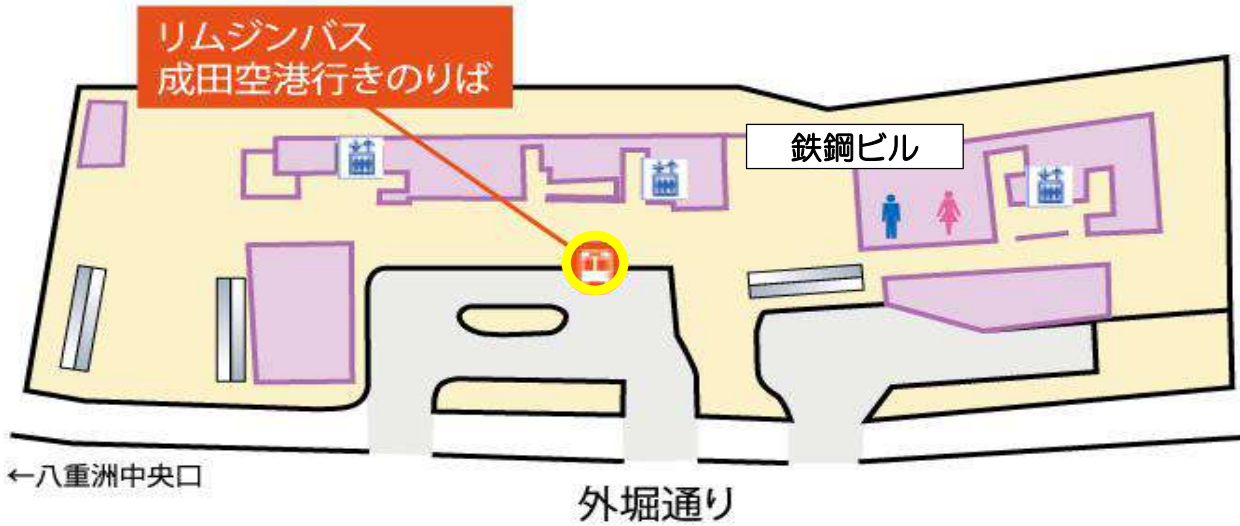 リムジンバス
成田空港行きのりば
鉄鋼ビル
←八重洲中央口
外堀通り